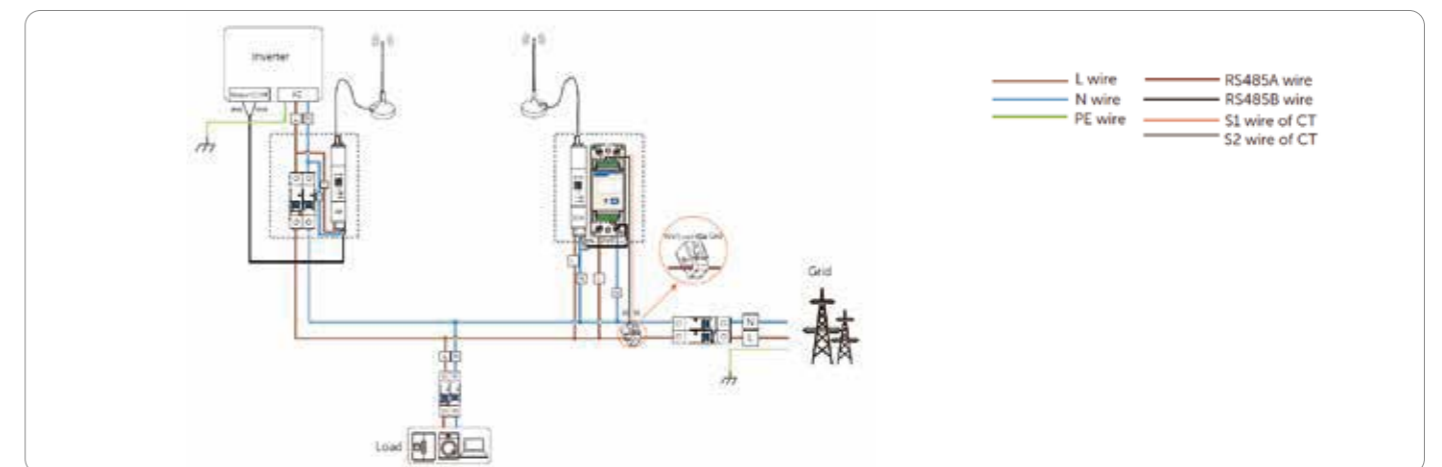 Inverter
AC
L wire
N wire
PE wire
RS485A wire
RS485B wire
S1 wire of CT
S2 wire of CT
L
N
Grid
N
L
L
N
Load